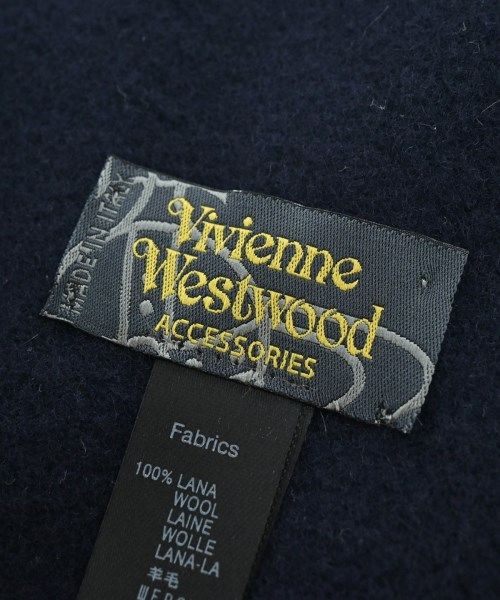 Vivienne
Westwood
ACCESSORIES
MADE IN ITALY
Fabrics
100% LANA
WOOL
LAINE
WOLLE
LANA-LA
羊毛